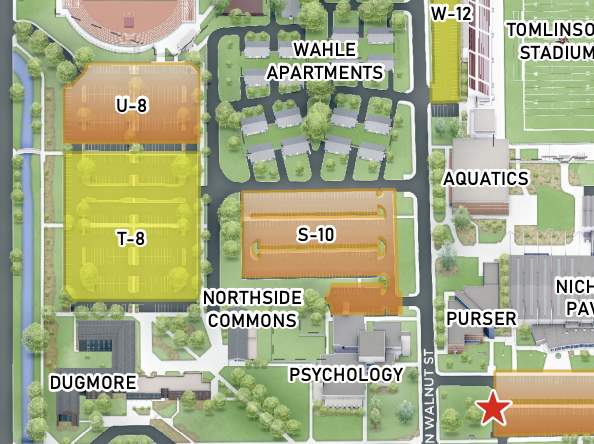 W-12
TOMLINSO
STADIUM
WAHLE
APARTMENTS
U-8
AQUATICS
T-8
S-10
NORTHSIDE
COMMONS
NICH
PAV
PURSER
DUGMORE
PSYCHOLOGY
N WALNUT ST